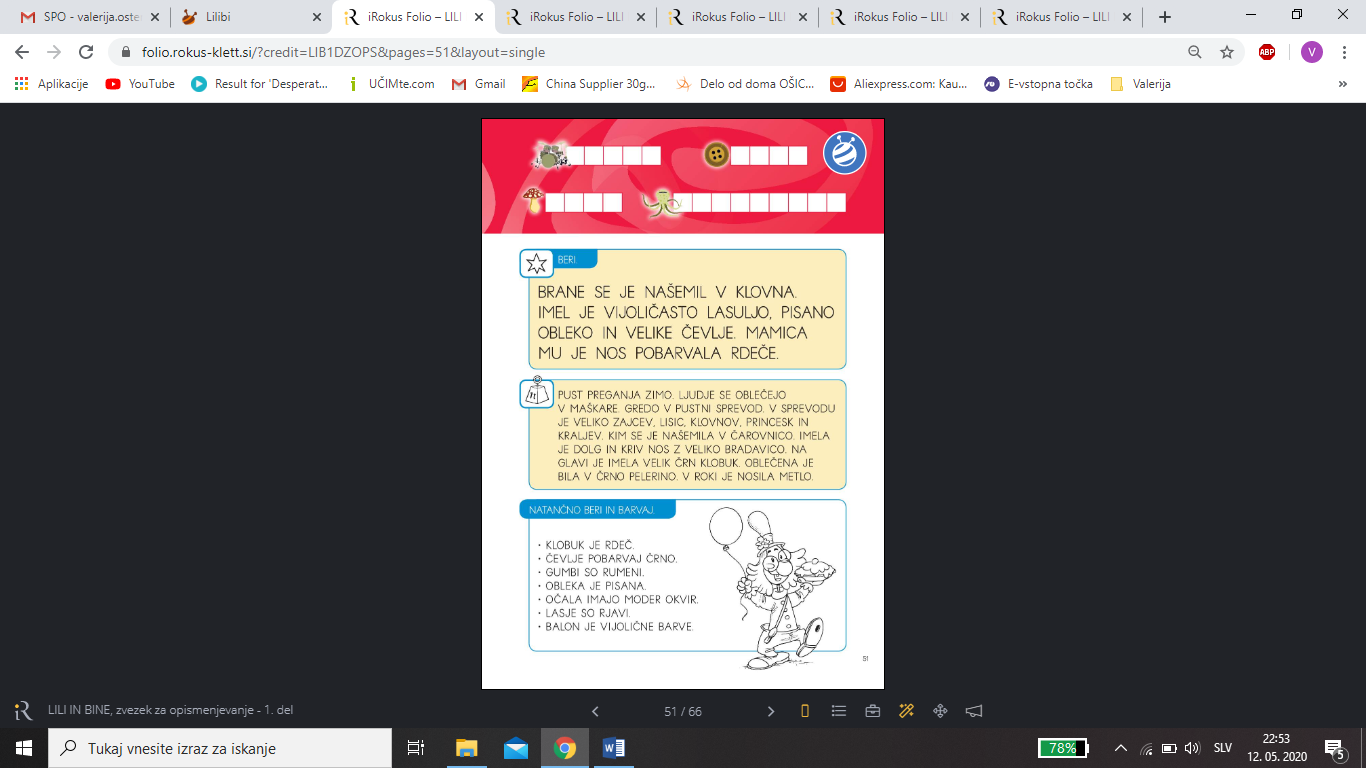 SPO - valerija.oste
Lilibi
iRokus Folio – LILI
iRokus Folio – LILI
iRokus Folio – LILI
iRokus Folio – LILI
iRokus Folio – LILI
folio.rokus-klett.si/?credit=LIB1DZOPS&pages=51&layout=single
ABP
V
Aplikacije
YouTube
Result for 'Desperat...
UČIMte.com
Gmail
China Supplier 30g...
Delo od doma OŠIC...
Aliexpress.com: Kau...
E-vstopna točka
Valerija
BERI.
BRANE SE JE NAŠEMIL V KLOVNA.
IMEL JE VIJOLIČASTO LASULJO, PISANO
OBLEKO IN VELIKE ČEVLJE. MAMICA
MU JE NOS POBARVALA RDEČE.
PUST PREGANJA ZIMO. LJUDJE SE OBLEČEJO
V MAŠKARE. GREDO V PUSTNI SPREVOD. V SPREVODU
JE VELIKO ZAJCEV, LISIC, KLOVNOV, PRINCESK IN
KRALJEV. KIM SE JE NAŠEMILA V ČAROVNICO. IMELA
JE DOLG IN KRIV NOS Z VELIKO BRADAVICO. NA
GLAVI JE IMELA VELIK ČRN KLOBUK. OBLEČENA JE
BILA V ČRNO PELERINO. V ROKI JE NOSILA METLO.
NATANČNO BERI IN BARVAJ.
• KLOBUK JE RDEČ.
• ČEVLJE POBARVAJ ČRNO.
• GUMBI SO RUMENI.
• OBLEKA JE PISANA.
• OČALA IMAJO MODER OKVIR.
• LASJE SO RJAVI.
• BALON JE VIJOLIČNE BARVE.
51
LILI IN BINE, zvezek za opismenjevanje - 1. del
51 / 66
Tukaj vnesite izraz za iskanje
78%
SLV
22:53
12. 05. 2020
5